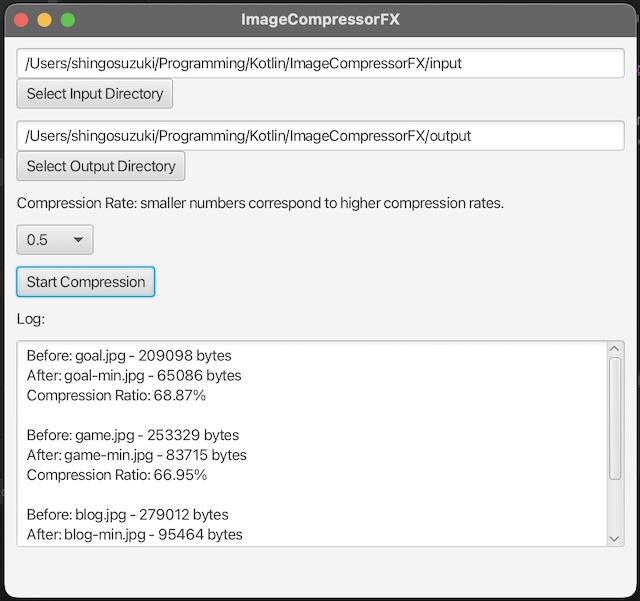 ImageCompressorFX
/Users/shingosuzuki/Programming/Kotlin/ImageCompressorFX/input
Select Input Directory
/Users/shingosuzuki/Programming/Kotlin/ImageCompressorFX/output
Select Output Directory
Compression Rate: smaller numbers correspond to higher compression rates.
0.5
Start Compression
Log:
Before: goal.jpg - 209098 bytes
After: goal-min.jpg - 65086 bytes
Compression Ratio: 68.87%
Before: game.jpg - 253329 bytes
After: game-min.jpg - 83715 bytes
Compression Ratio: 66.95%
Before: blog.jpg - 279012 bytes
After: blog-min.jpg - 95464 bytes